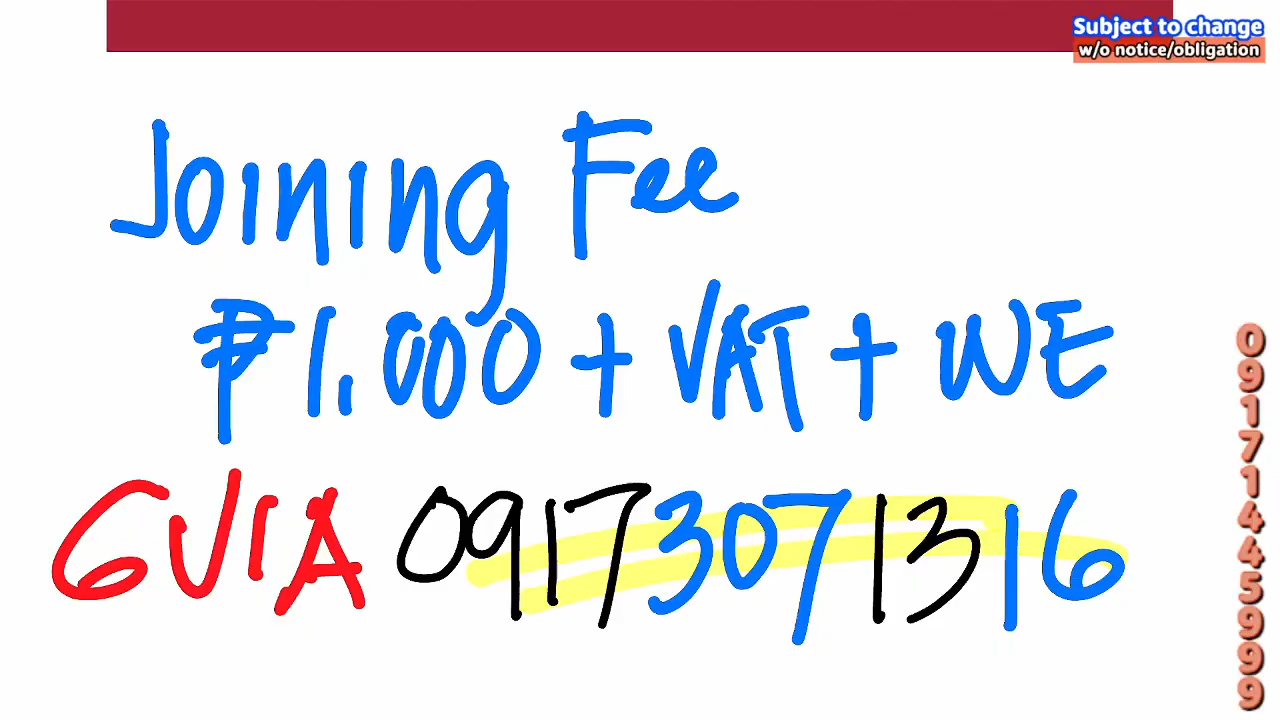 Subject to change
w/o notice/obligation
Joining Fee
₱1,000 + VAT + WE
GUIA 09173071316
09171445999